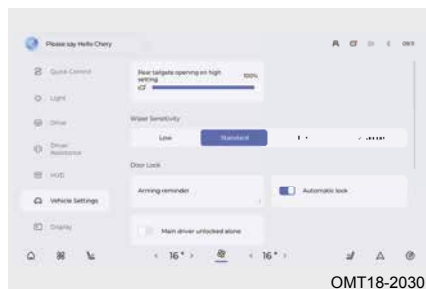 Please say Hello Chery
09:11
Quick Control
Rear tailgate opening on high
setting
100%
Light
Drive
Wiper Sensitivity
Low
Standard
Driver
Assistance
Door Lock
HUD
Arming reminder
Automatic lock
Vehicle Settings
Display
Main driver unlocked alone
16°
16°
OMT18-2030